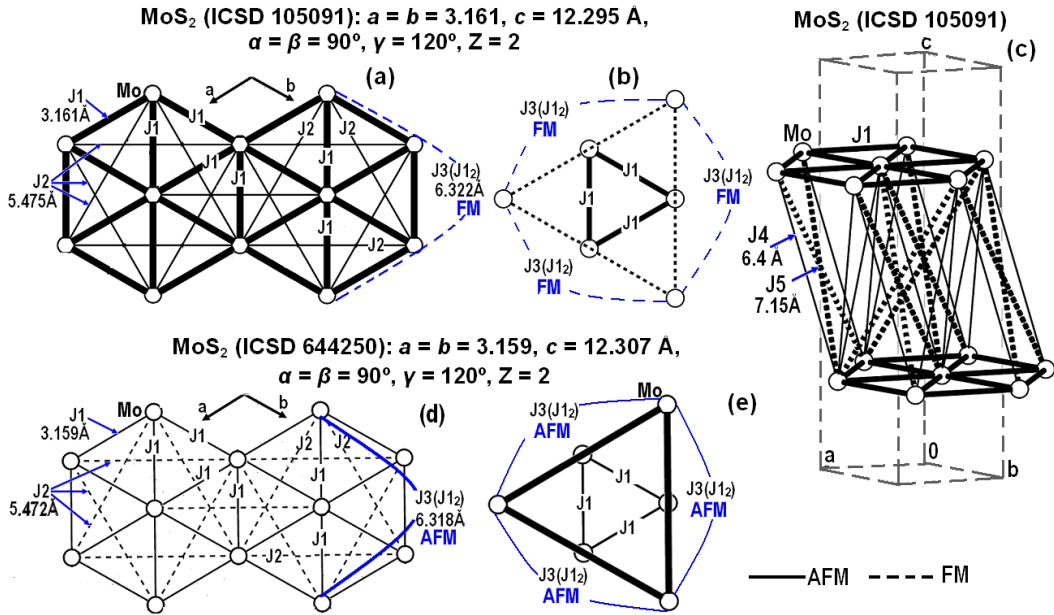 MoS₂ (ICSD 105091): a = b = 3.161, c = 12.295 Å,
α = β = 90º, γ = 120º, Z = 2
(a)
Mo
a
b
J1
3.161Å
J1
J1
J2
J2
J1
J1
J1
J1
J1
J2
5.475Å
J2
J3(J1₂)
6.322Å
FM
(b)
J3(J1₂)
FM
J1
J1
J1
J3(J1₂)
FM
J3(J1₂)
FM
MoS₂ (ICSD 105091)
(c)
c
Mo
J1
J4
6.4 Å
J5
7.15Å
a
0
b
MoS₂ (ICSD 644250): a = b = 3.159, c = 12.307 Å,
α = β = 90º, γ = 120º, Z = 2
(d)
Mo
a
b
J1
3.159Å
J1
J2
J2
J1
J1
J1
J1
J2
5.472Å
J2
J1
J3(J1₂)
6.318Å
AFM
(e)
Mo
J3(J1₂)
AFM
J1
J1
J1
J3(J1₂)
AFM
J3(J1₂)
AFM
AFM
FM